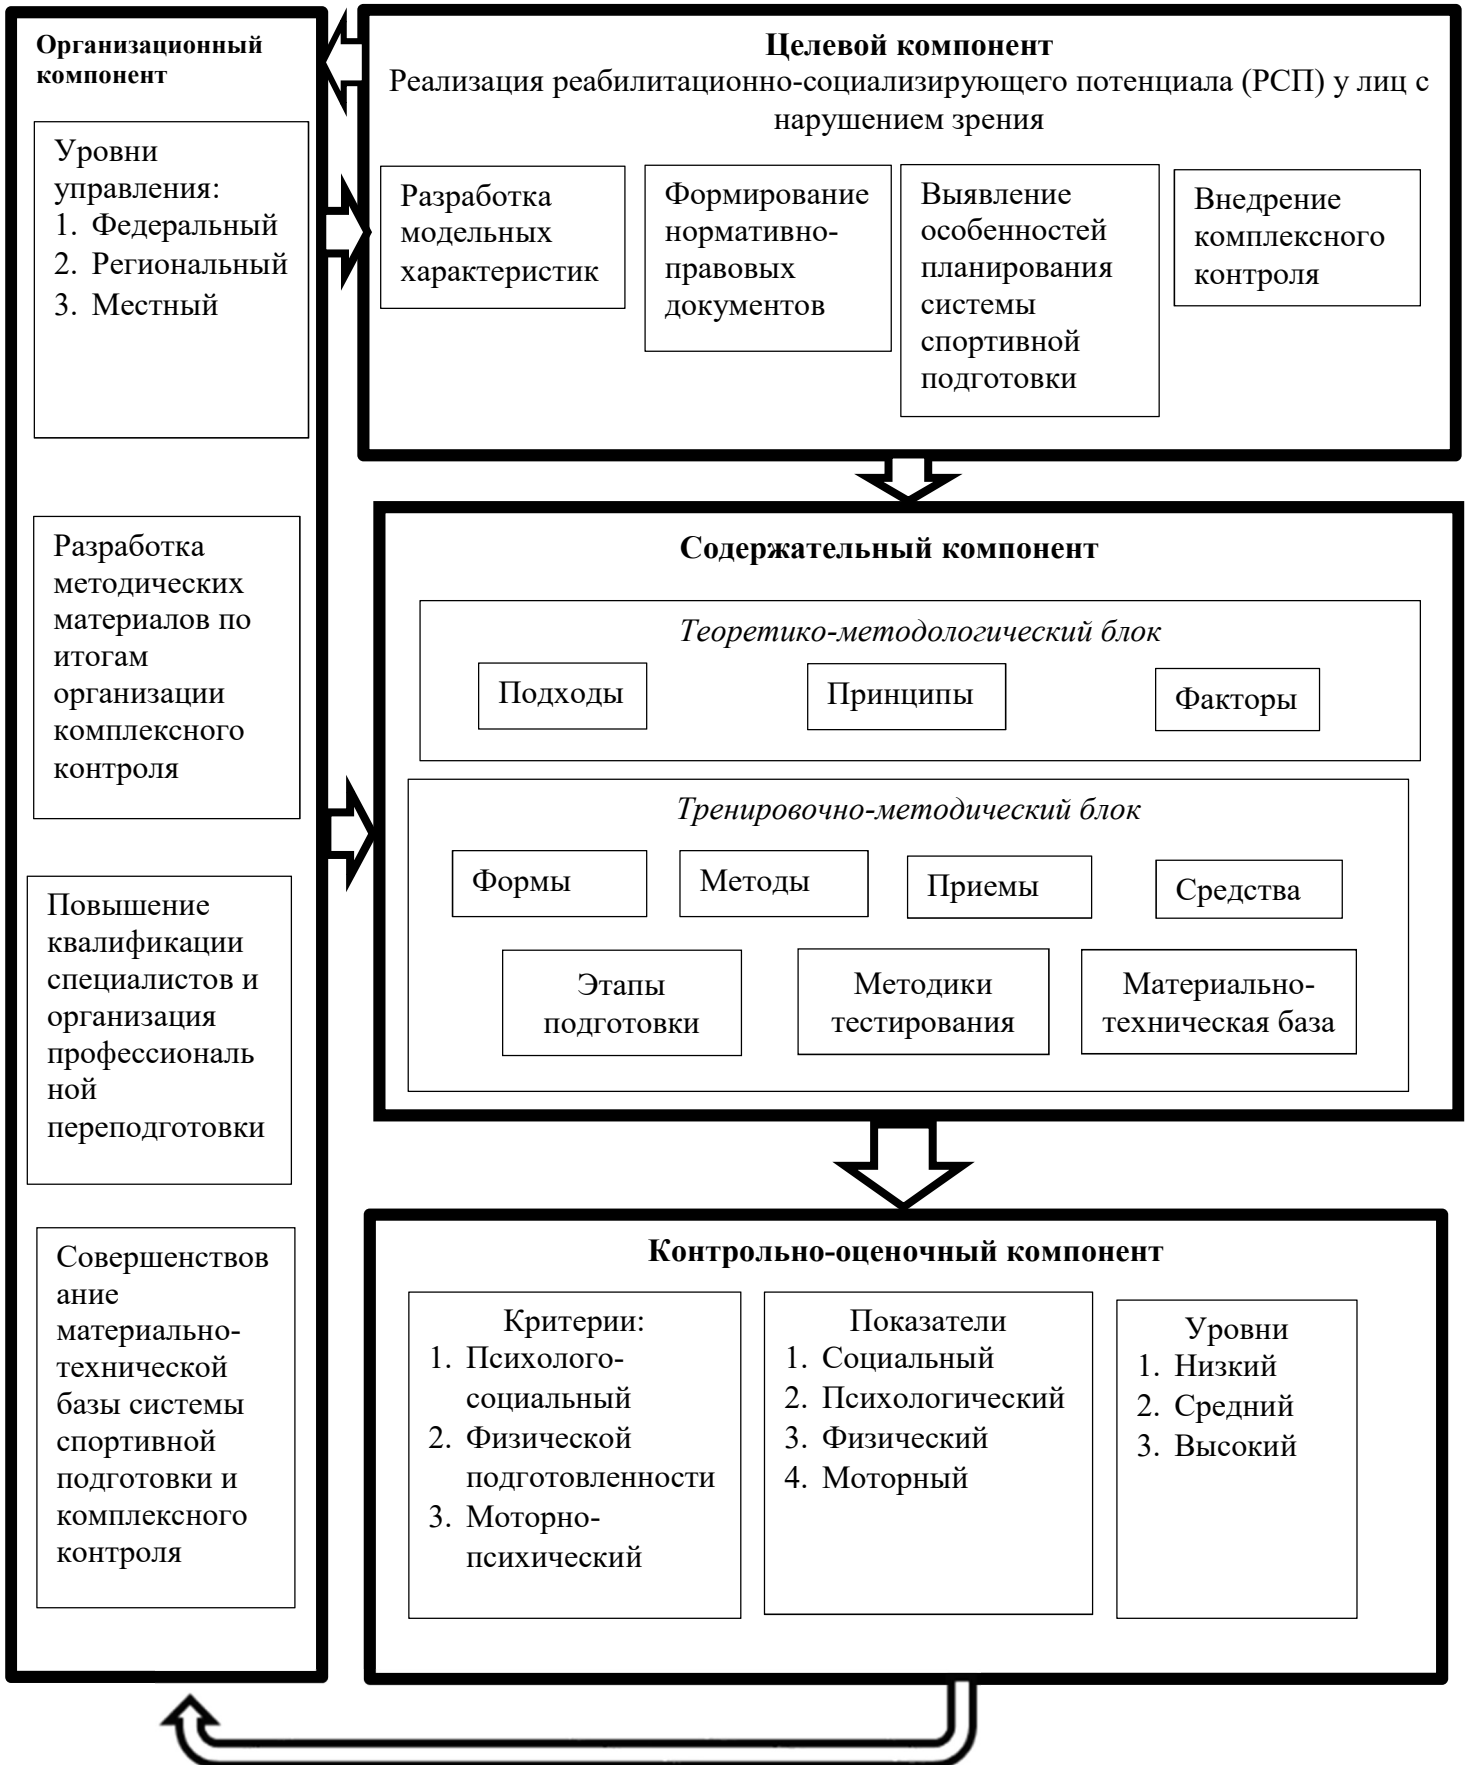 Организационный
компонент
Уровни
управления:
1. Федеральный
2. Региональный
3. Местный
Разработка
методических
материалов по
итогам
организации
комплексного
контроля
Повышение
квалификации
специалистов и
организация
профессиональ
ной
переподготовки
Совершенствов
ание
материально-
технической
базы системы
спортивной
подготовки и
комплексного
контроля
Целевой компонент
Реализация реабилитационно-социализирующего потенциала (РСП) у лиц с
нарушением зрения
Разработка
модельных
характеристик
Формирование
нормативно-
правовых
документов
Выявление
особенностей
планирования
системы
спортивной
подготовки
Внедрение
комплексного
контроля
Содержательный компонент
Теоретико-методологический блок
Подходы
Принципы
Факторы
Тренировочно-методический блок
Формы
Методы
Приемы
Средства
Этапы
подготовки
Методики
тестирования
Материально-
техническая база
Контрольно-оценочный компонент
Критерии:
1. Психолого-
социальный
2. Физической
подготовленности
3. Моторно-
психический
Показатели
1. Социальный
2. Психологический
3. Физический
4. Моторный
Уровни
1. Низкий
2. Средний
3. Высокий